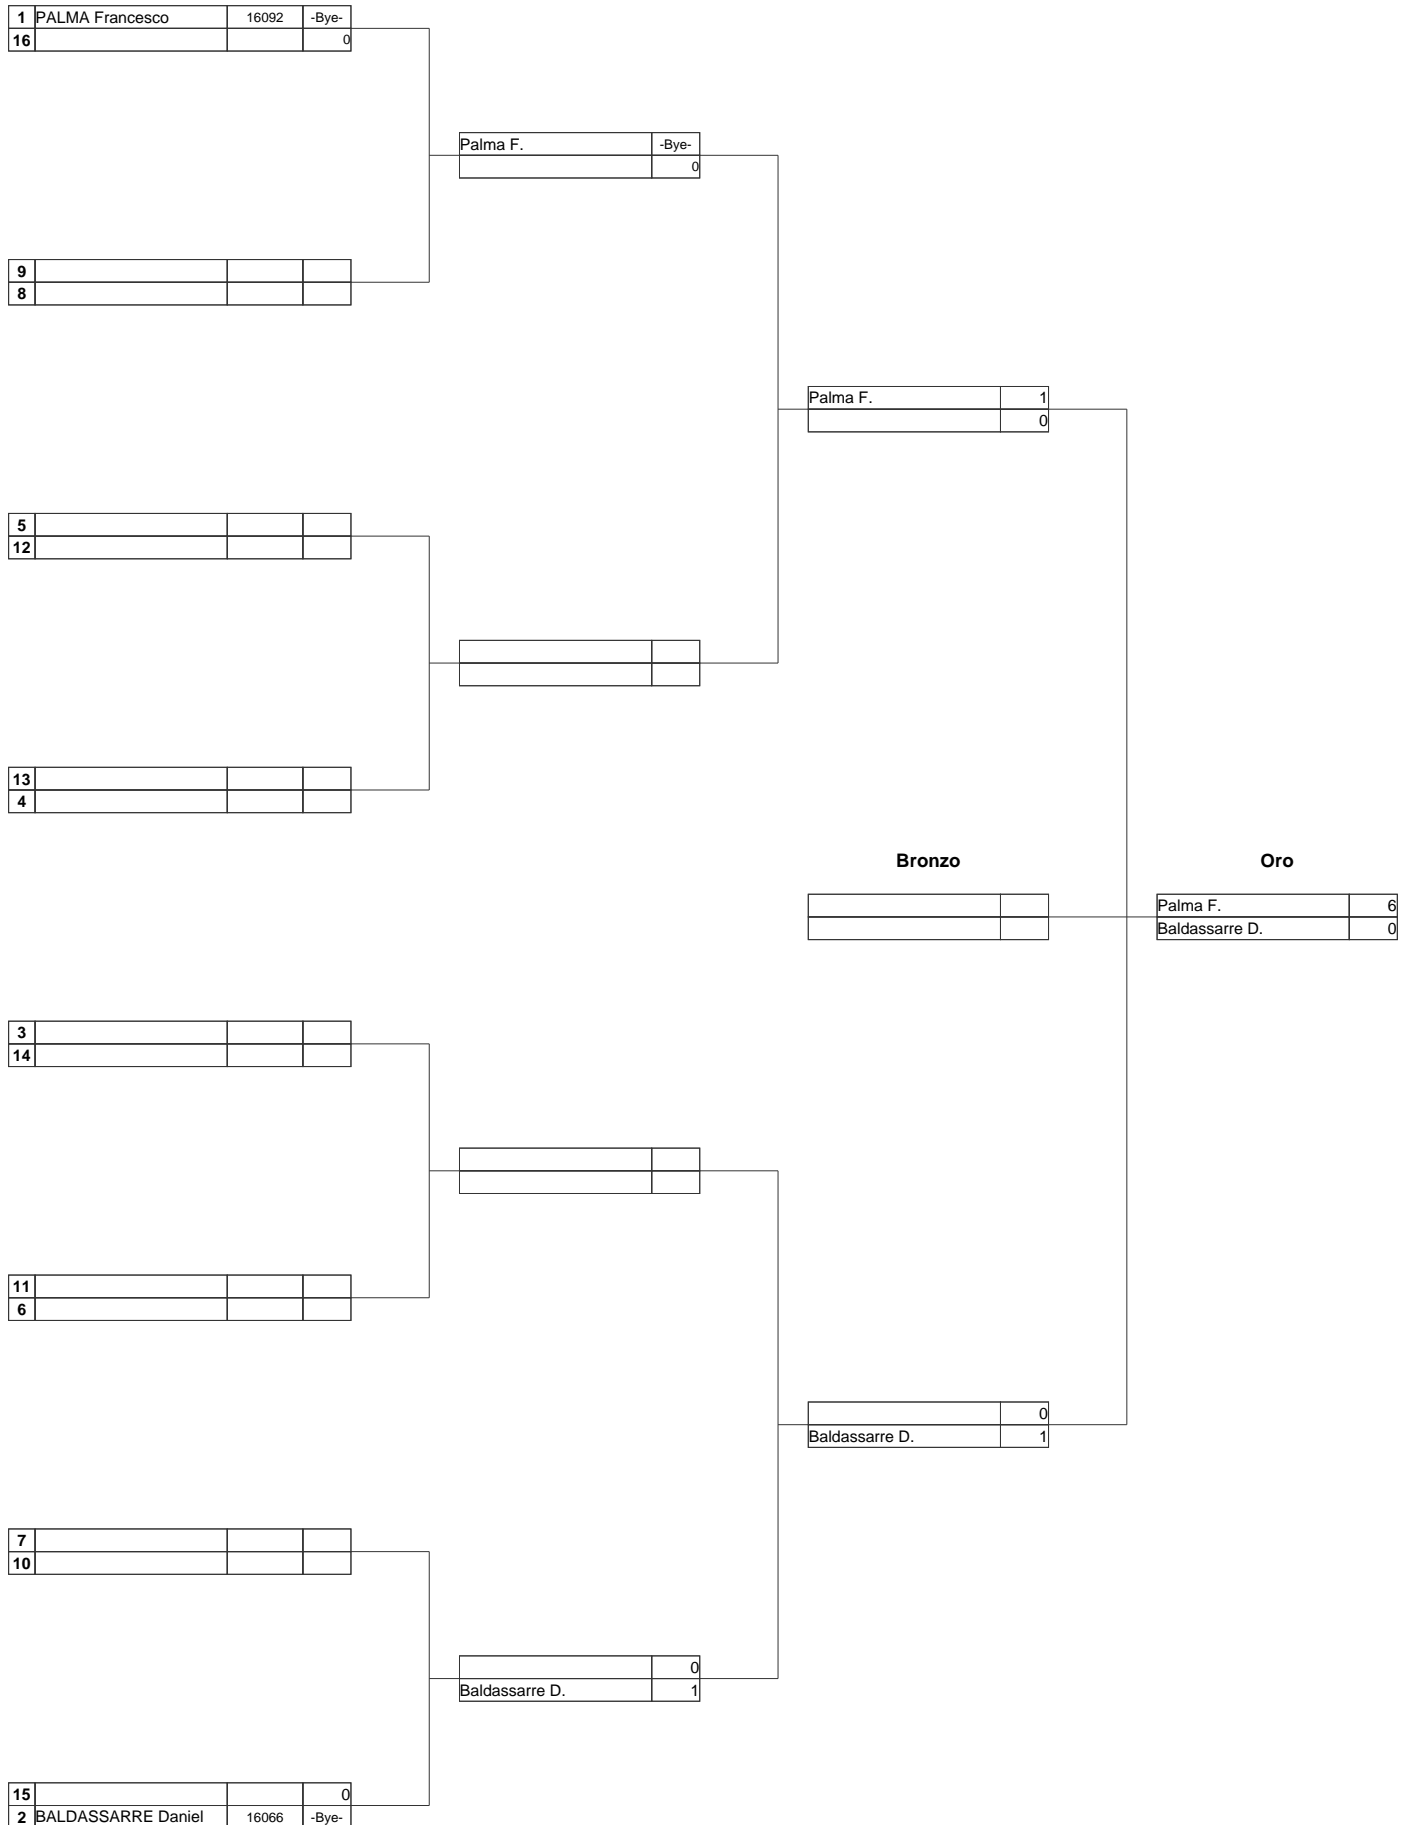 1 PALMA Francesco 16092 -Bye-
16 0
Palma F. -Bye-
0
9
8
Palma F. 1
0
5
12
13
4
Bronzo Oro
Palma F. 6
Baldassarre D. 0
3
14
11
6
0
Baldassarre D. 1
7
10
0
Baldassarre D. 1
15 0
2 BALDASSARRE Daniel 16066 -Bye-